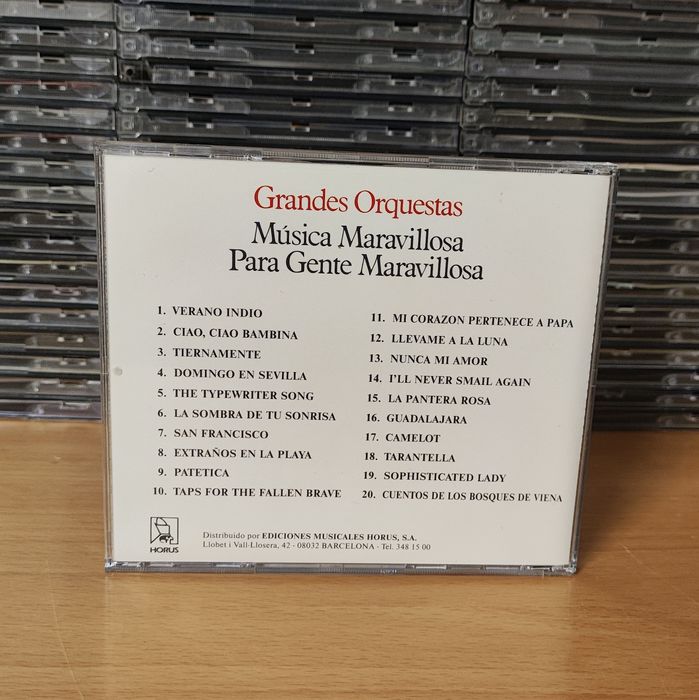 Grandes Orquestas
Música Maravillosa
Para Gente Maravillosa
1. VERANO INDIO
2. CIAO, CIAO BAMBINA
3. TIERNAMENTE
4. DOMINGO EN SEVILLA
5. THE TYPEWRITER SONG
6. LA SOMBRA DE TU SONRISA
7. SAN FRANCISCO
8. EXTRAÑOS EN LA PLAYA
9. PATETICA
10. TAPS FOR THE FALLEN BRAVE
11. MI CORAZON PERTENECE A PAPA
12. LLEVAME A LA LUNA
13. NUNCA MI AMOR
14. I'LL NEVER SMAIL AGAIN
15. LA PANTERA ROSA
16. GUADALAJARA
17. CAMELOT
18. TARANTELLA
19. SOPHISTICATED LADY
20. CUENTOS DE LOS BOSQUES DE VIENA
HORUS
Distribuido por EDICIONES MUSICALES HORUS, S.A.
Llobet i Vall-Llosera, 42 - 08032 BARCELONA - Tel. 348 15 00